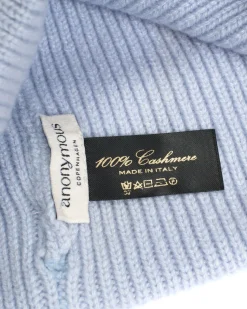 anonymous
COPENHAGEN
100% Cashmere
MADE IN ITALY